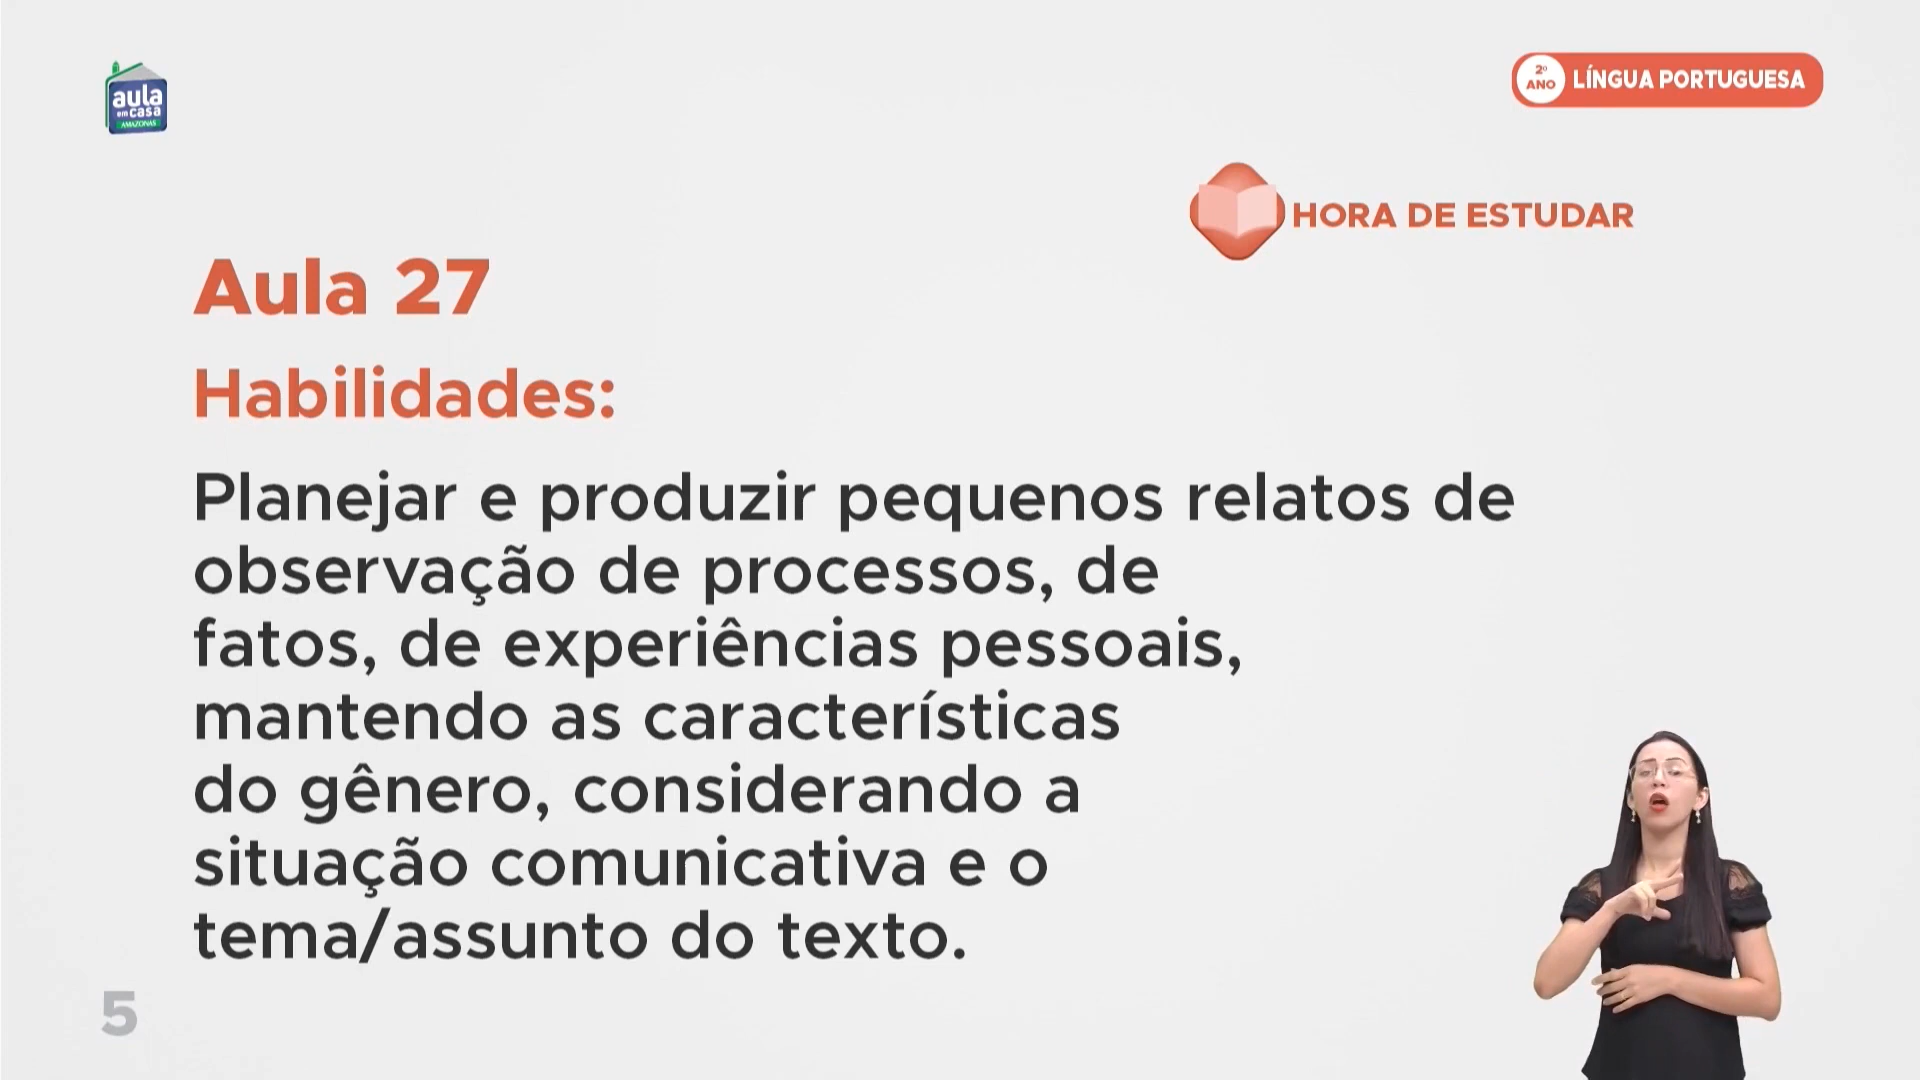 aula
em casa
AMAZONAS
2º
ANO
LÍNGUA PORTUGUESA
HORA DE ESTUDAR
Aula 27
Habilidades:
Planejar e produzir pequenos relatos de
observação de processos, de
fatos, de experiências pessoais,
mantendo as características
do gênero, considerando a
situação comunicativa e o
tema/assunto do texto.
5